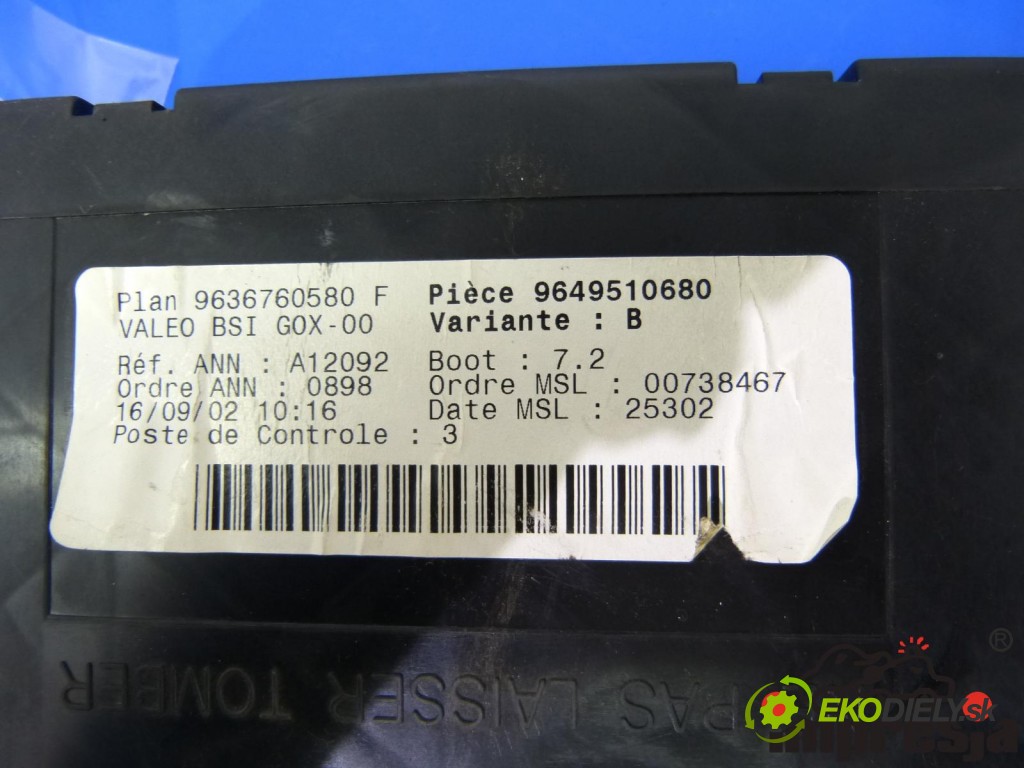 Plan 9636760580 F Pièce 9649510680
VALEO BSI G0X-00 Variante : B
Réf. ANN : A12092 Boot : 7.2
Ordre ANN : 0898 Ordre MSL : 00738467
16/09/02 10:16 Date MSL : 25302
Poste de Controle : 3
PAS LAISSER TOMBER
®
EKODIELY.sk
impresja